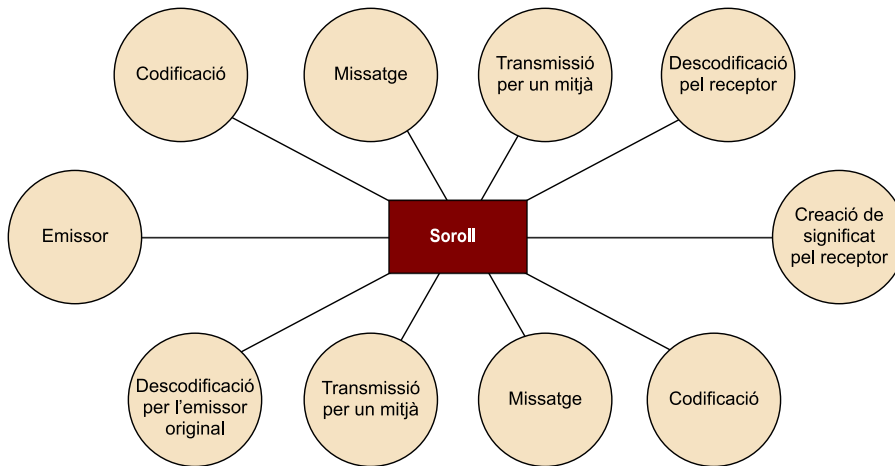 Codificació
Missatge
Transmissió
per un mitjà
Descodificació
pel receptor
Emissor
Soroll
Creació de
significat
pel receptor
Descodificació
per l’emissor
original
Transmissió
per un mitjà
Missatge
Codificació